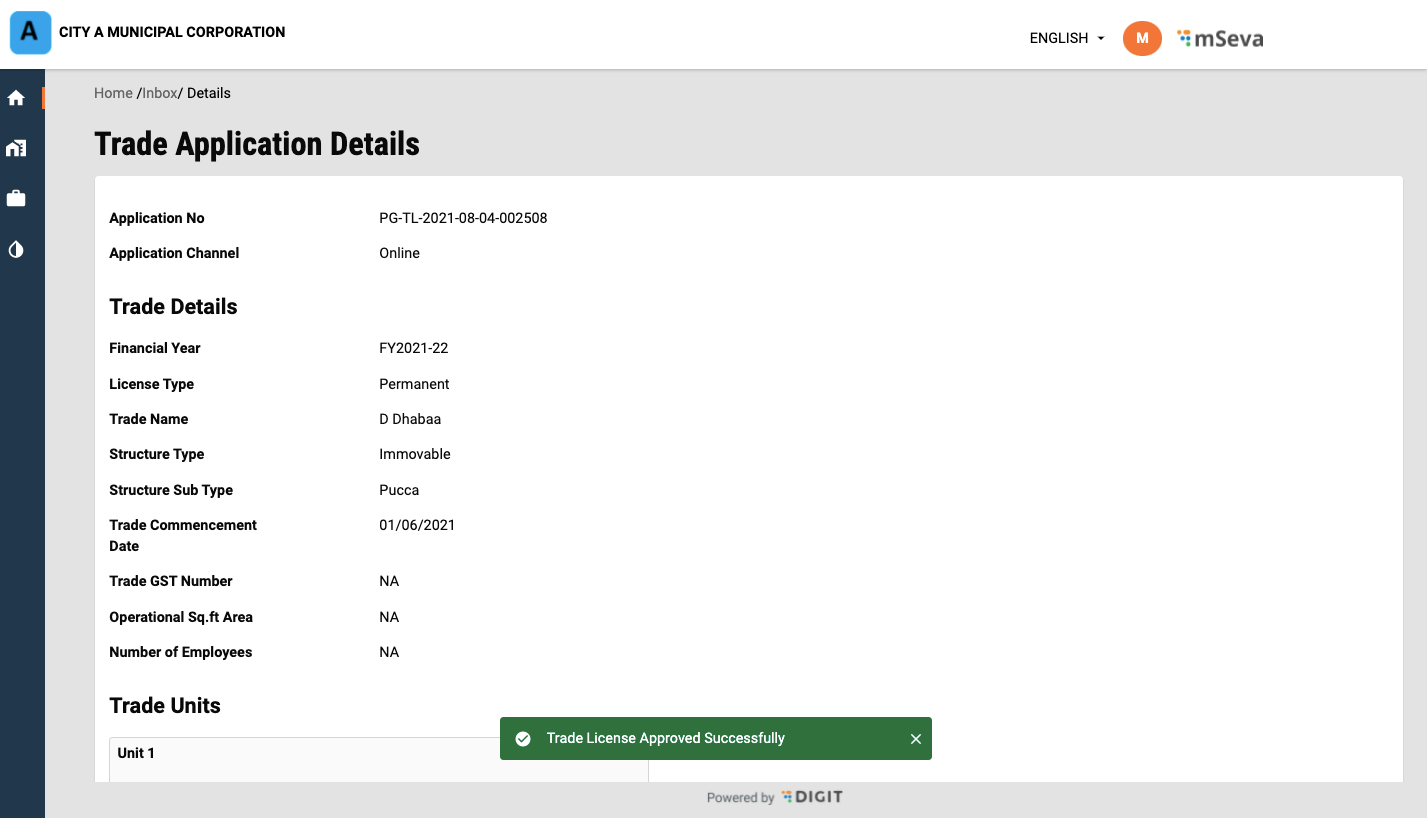 A CITY A MUNICIPAL CORPORATION ENGLISH M mSeva
Home /Inbox/ Details
Trade Application Details
Application No PG-TL-2021-08-04-002508
Application Channel Online
Trade Details
Financial Year FY2021-22
License Type Permanent
Trade Name D Dhabaa
Structure Type Immovable
Structure Sub Type Pucca
Trade Commencement 01/06/2021
Date
Trade GST Number NA
Operational Sq.ft Area NA
Number of Employees NA
Trade Units
Trade License Approved Successfully
Unit 1
Powered by DIGIT